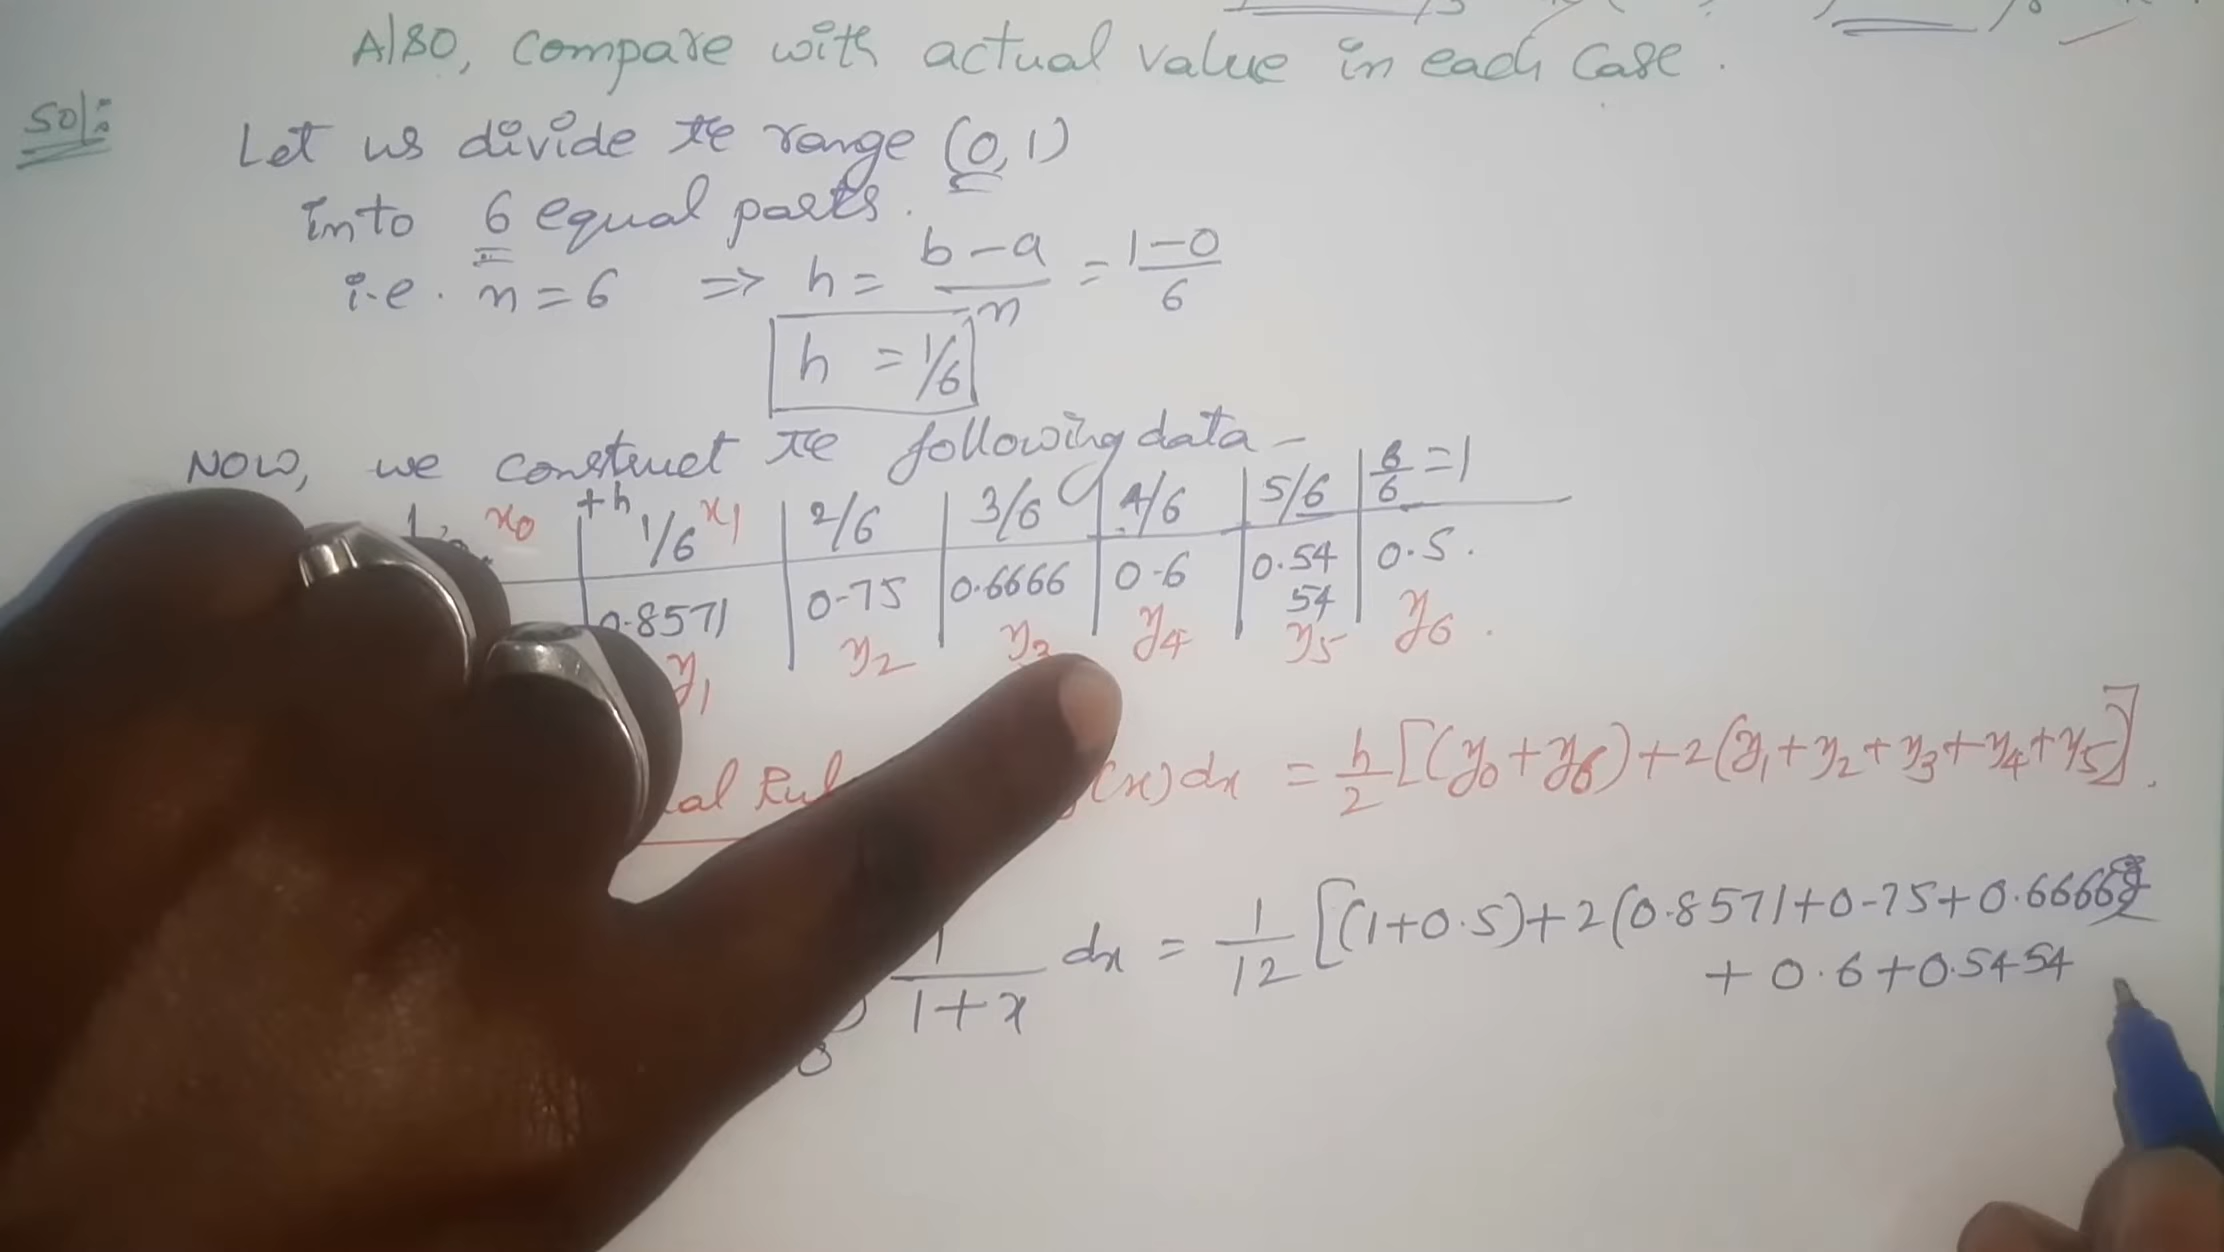 Also, compare with actual value in each case.
Sol:
Let us divide the range (0, 1)
into 6 equal parts.
i.e. n = 6 => h = b-a/n = 1-0/6
h = 1/6
Now, we construct the following data -
x0 +h 1/6 x1 2/6 3/6 4/6 5/6 6/6 = 1
0.8571 0.75 0.6666 0.6 0.5454 0.5.
y1 y2 y3 y4 y5 y6.
al Rul (x)dx = h/2 [(y0+y6)+2(y1+y2+y3+y4+y5)].
1/1+x dx = 1/12 [(1+0.5)+2(0.8571+0.75+0.6666
+ 0.6+0.5454
0